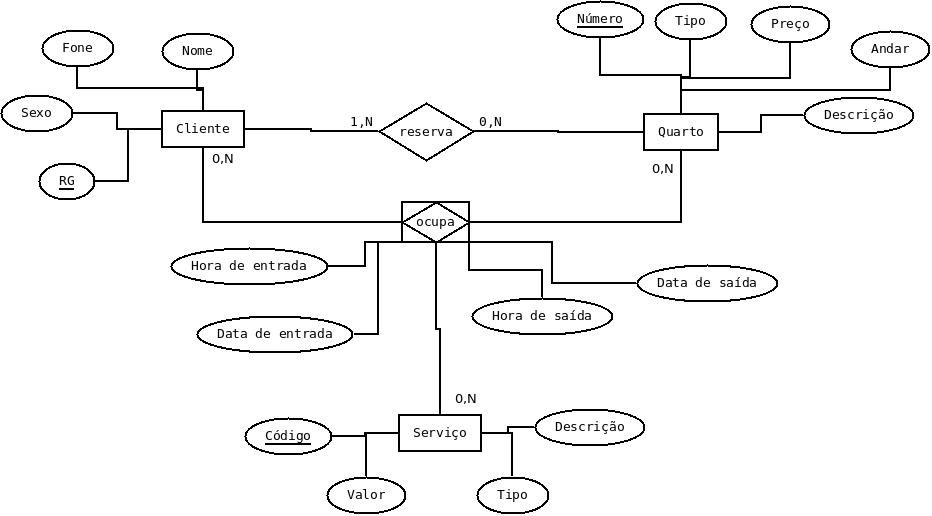 Número
Tipo
Preço
Fone
Nome
Andar
Sexo
Descrição
Cliente
1,N
reserva
0,N
Quarto
0,N
0,N
RG
ocupa
Hora de entrada
Data de saída
Hora de saída
Data de entrada
0,N
Código
Serviço
Descrição
Valor
Tipo